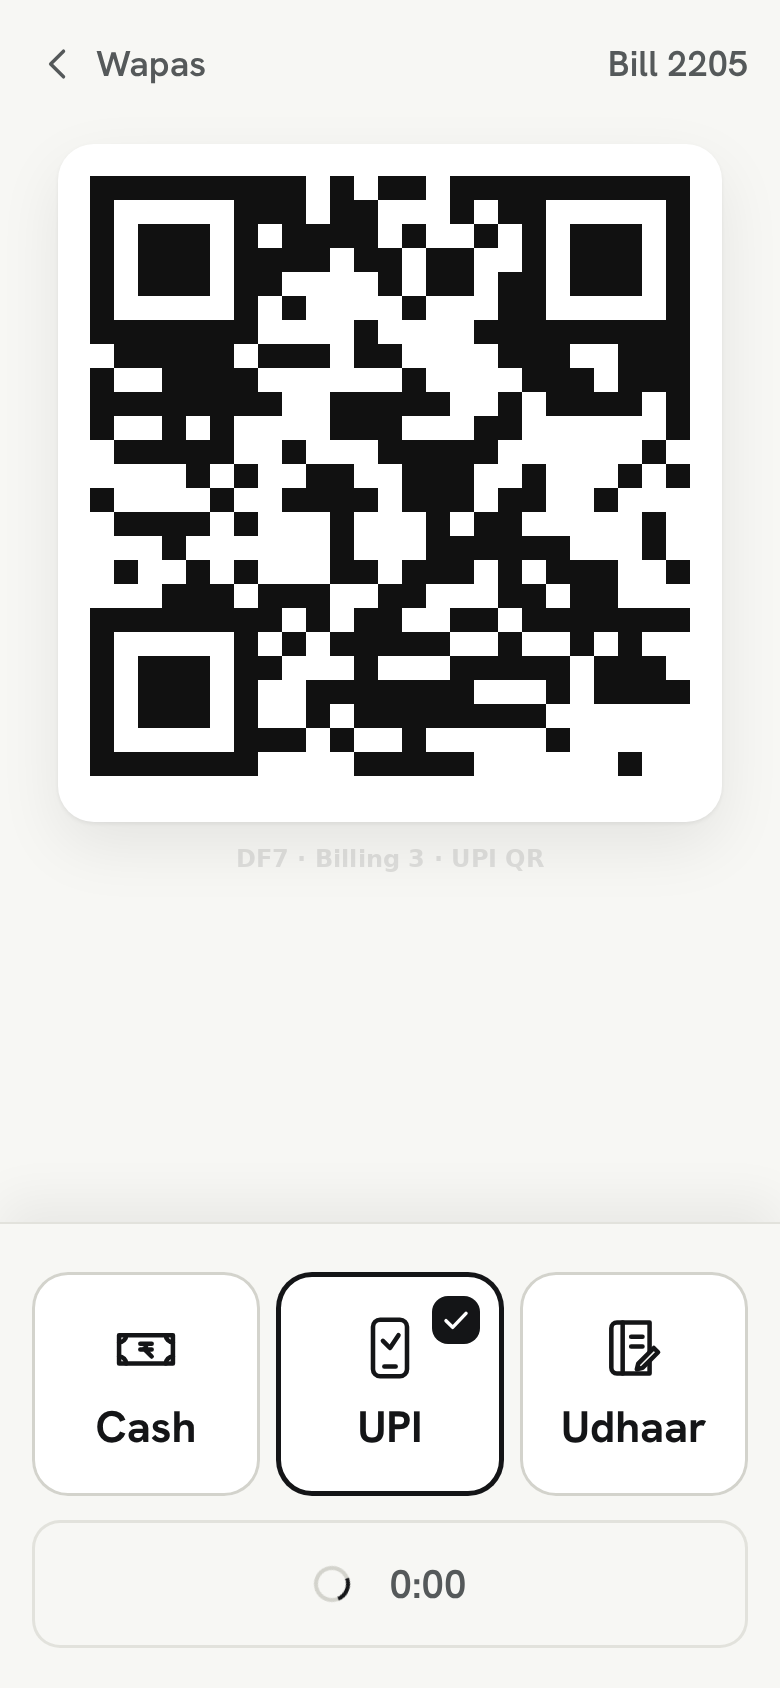 Wapas
Bill 2205
DF7 · Billing 3 · UPI QR
₹
Cash
UPI
Udhaar
0:00